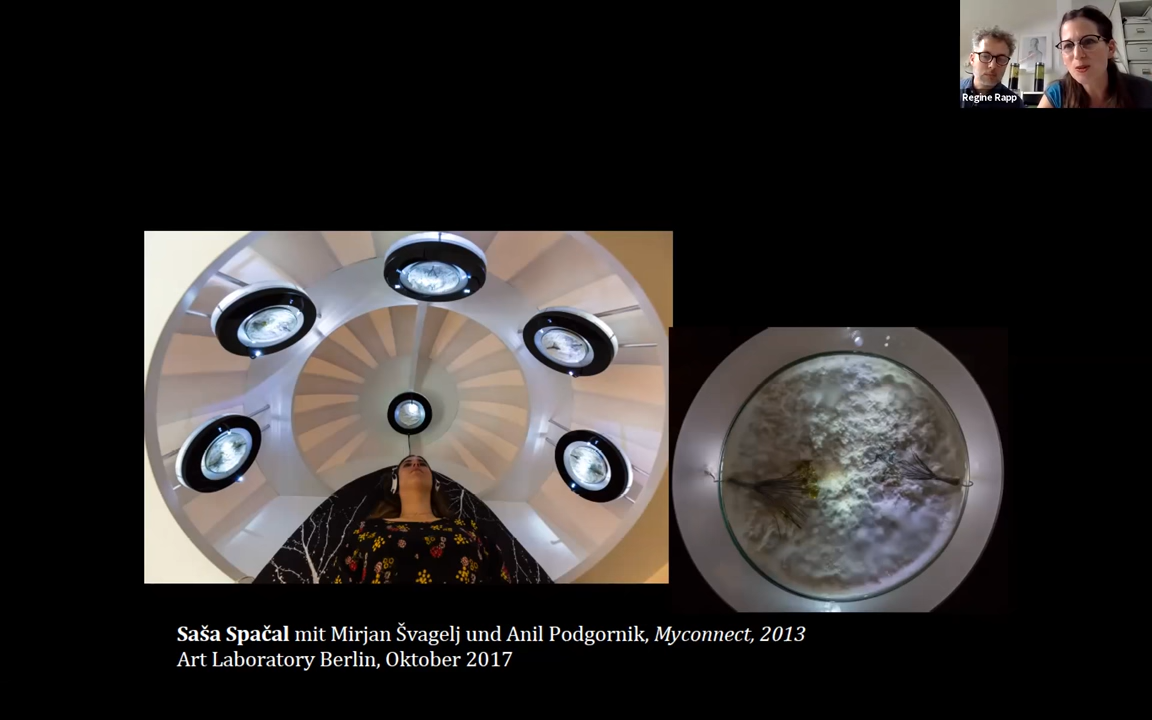 Regine Rapp
Saša Spačal mit Mirjan Švagelj und Anil Podgornik, Myconnect, 2013
Art Laboratory Berlin, Oktober 2017